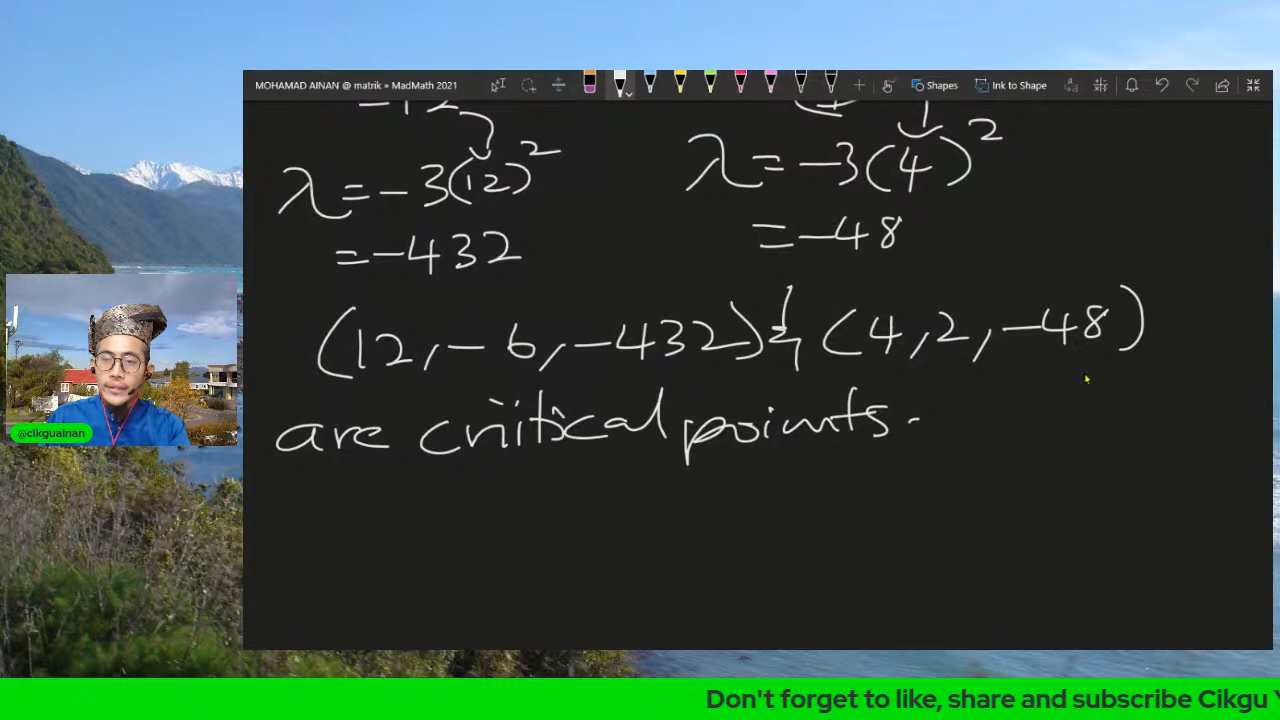 MOHAMAD AINAN @ matrik » MadMath 2021
Shapes
Ink to Shape
-12
λ=-3(12)²
=-432
λ=-3(4)²
=-48
(12,-6,-432) & (4,2,-48)
are critical points.
@cikguainan
Don't forget to like, share and subscribe Cikgu